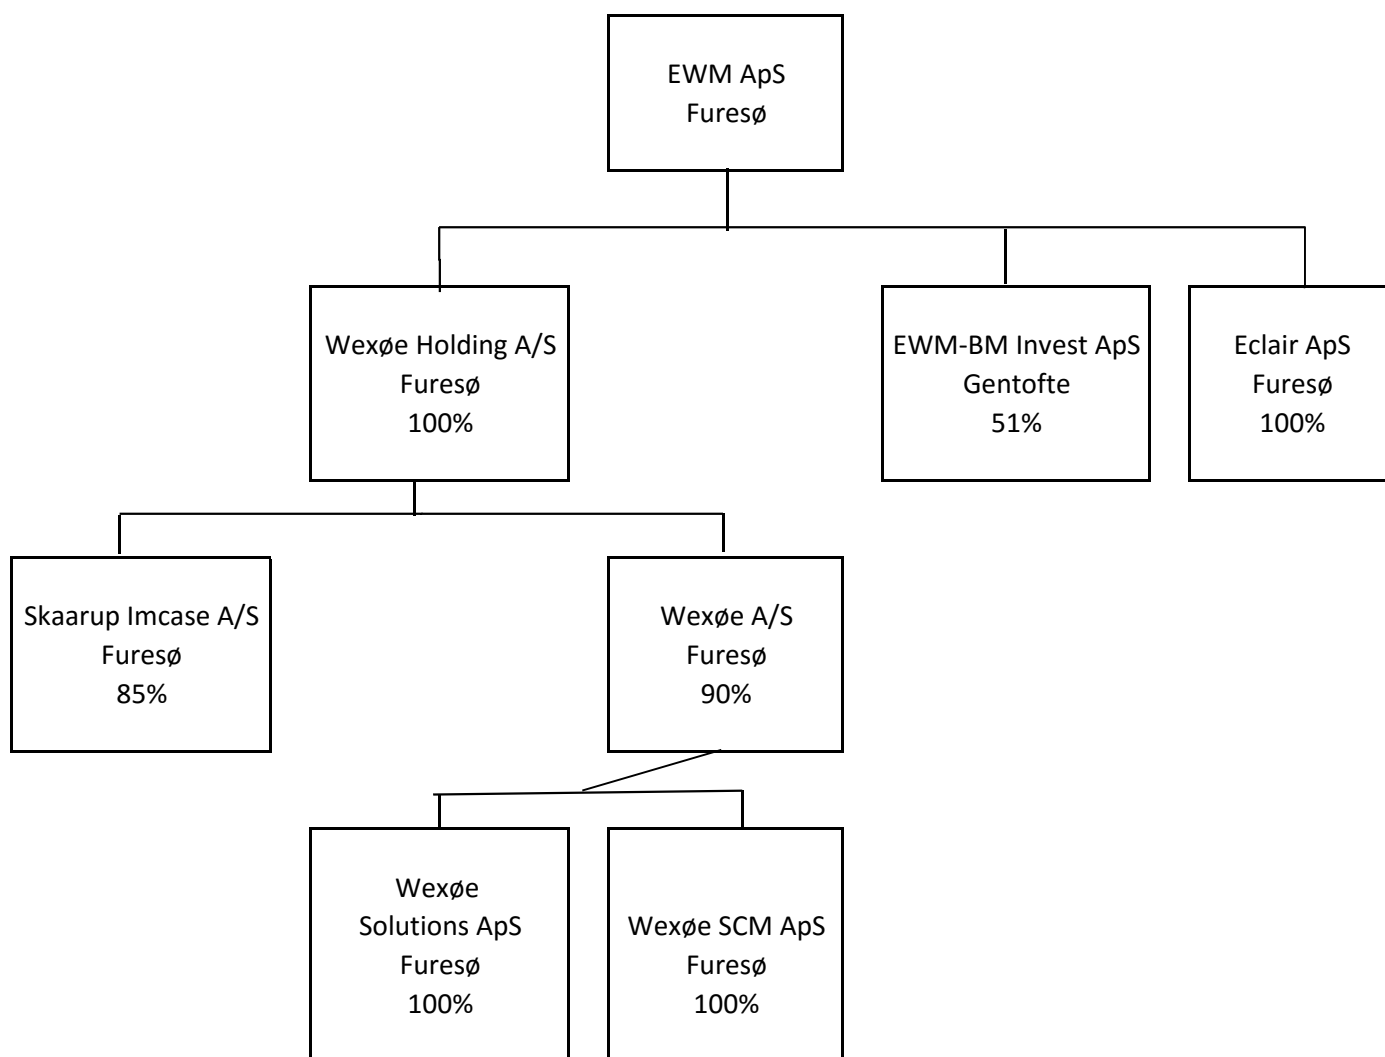 EWM ApS
Furesø
Wexøe Holding A/S
Furesø
100%
EWM-BM Invest ApS
Gentofte
51%
Eclair ApS
Furesø
100%
Skaarup Imcase A/S
Furesø
85%
Wexøe A/S
Furesø
90%
Wexøe
Solutions ApS
Furesø
100%
Wexøe SCM ApS
Furesø
100%